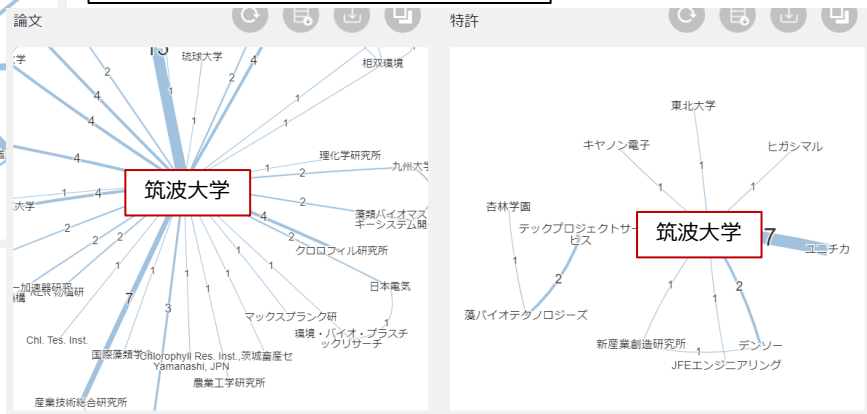 論文
特許
15
琉球大学
相双環境
2
4
2
4
1
1
1
4
1
4
理化学研究所
九州大学
1
2
筑波大学
1
4
2
大学
藻類バイオマス
キーシステム開
4
2
2
2
2
クロロフィル研究所
日本電気
1
1
1
1
1
1
7
3
マックスプランク研
1
環境・バイオ・プラスチ
ックリサーチ
加速器研究
機構
Chl. Tes. Inst.
国際藻類学会
Chlorophyll Res. Inst.,
Yamanashi, JPN
茨城畜産セ
農業工学研究所
産業技術総合研究所
東北大学
キヤノン電子
ヒガシマル
1
1
1
杏林学園
テックプロジェクトサー
ビス
筑波大学
7
ユニチカ
1
2
藻バイオテクノロジーズ
1
1
2
新産業創造研究所
1
デンソー
JFEエンジニアリング